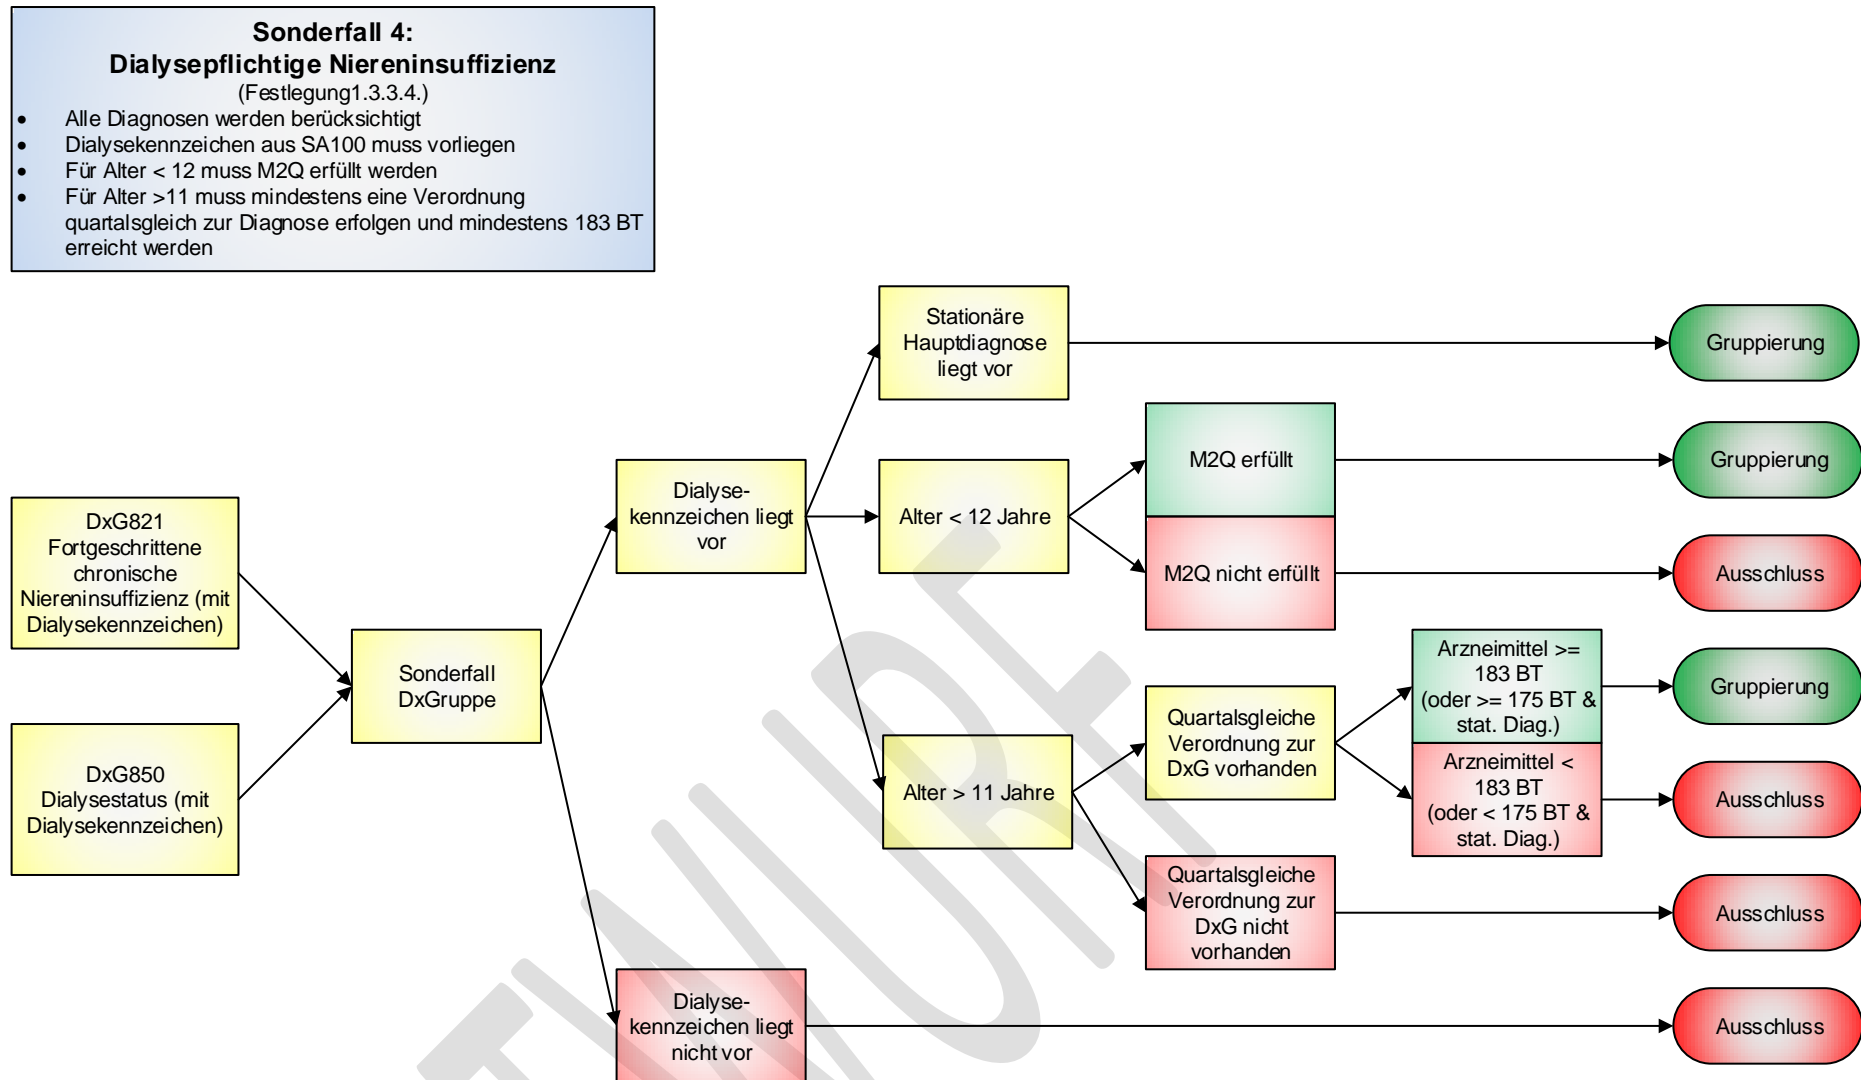 Sonderfall 4:
Dialysepflichtige Niereninsuffizienz
(Festlegung1.3.3.4.)
• Alle Diagnosen werden berücksichtigt
• Dialysekennzeichen aus SA100 muss vorliegen
• Für Alter < 12 muss M2Q erfüllt werden
• Für Alter >11 muss mindestens eine Verordnung
quartalsgleich zur Diagnose erfolgen und mindestens 183 BT
erreicht werden
DxG821
Fortgeschrittene
chronische
Niereninsuffizienz (mit
Dialysekennzeichen)
DxG850
Dialysestatus (mit
Dialysekennzeichen)
Sonderfall
DxGruppe
Dialyse-
kennzeichen liegt
vor
Dialyse-
kennzeichen liegt
nicht vor
Stationäre
Hauptdiagnose
liegt vor
Alter < 12 Jahre
Alter > 11 Jahre
M2Q erfüllt
M2Q nicht erfüllt
Quartalsgleiche
Verordnung zur
DxG vorhanden
Quartalsgleiche
Verordnung zur
DxG nicht
vorhanden
Arzneimittel >=
183 BT
(oder >= 175 BT &
stat. Diag.)
Arzneimittel <
183 BT
(oder < 175 BT &
stat. Diag.)
Gruppierung
Gruppierung
Ausschluss
Gruppierung
Ausschluss
Ausschluss
Ausschluss